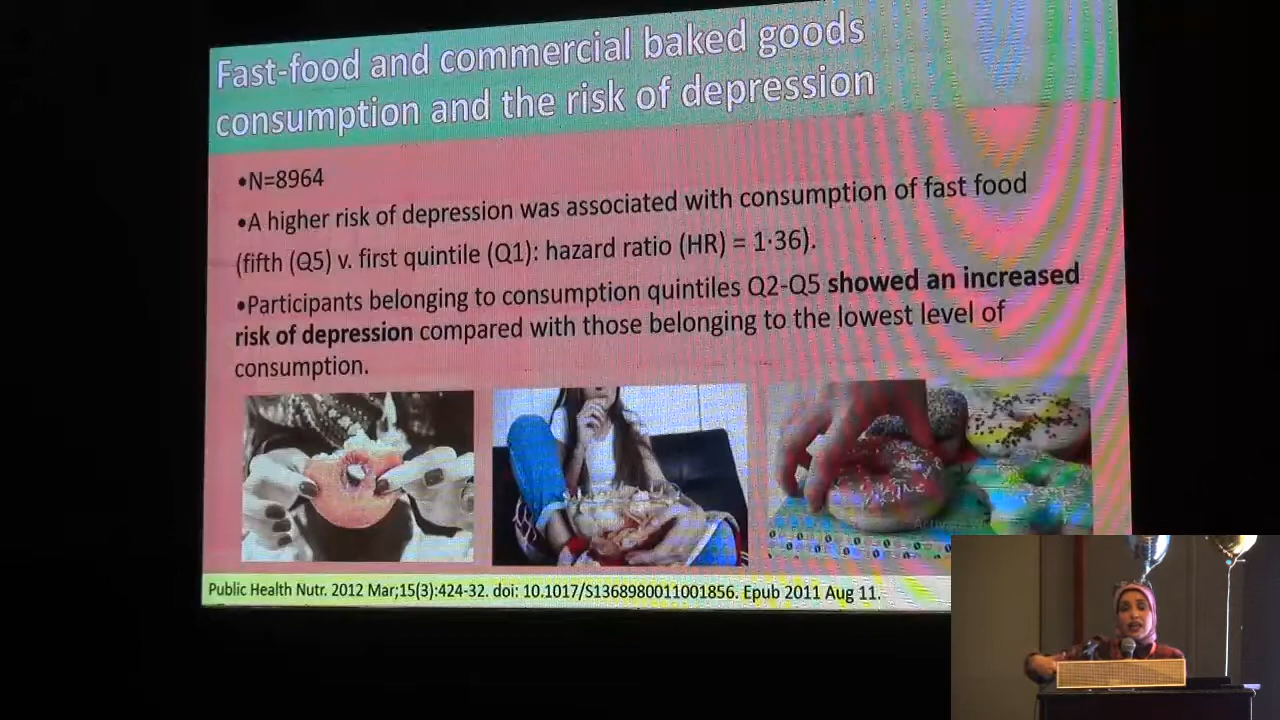 Fast-food and commercial baked goods
consumption and the risk of depression
•N=8964
•A higher risk of depression was associated with consumption of fast food
(fifth (Q5) v. first quintile (Q1): hazard ratio (HR) = 1·36).
•Participants belonging to consumption quintiles Q2-Q5 showed an increased
risk of depression compared with those belonging to the lowest level of
consumption.
Public Health Nutr. 2012 Mar;15(3):424-32. doi: 10.1017/S1368980011001856. Epub 2011 Aug 11.